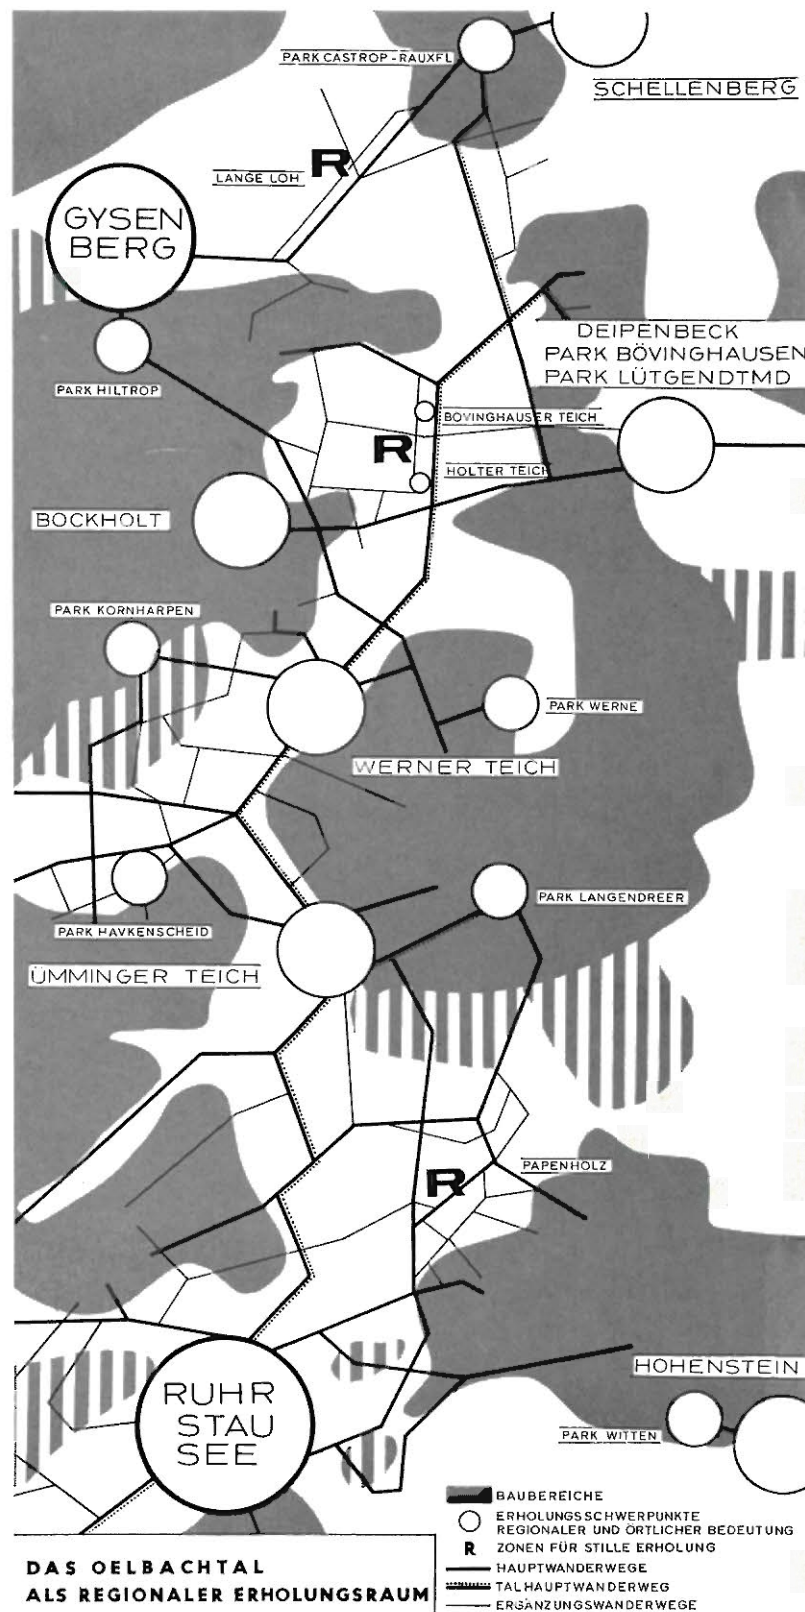 PARK CASTROP-RAUXEL
SCHELLENBERG
R
LANGE LOH
GYSEN
BERG
DEIPENBECK
PARK BÖVINGHAUSEN
PARK LÜTGENDTMD
PARK HILTROP
BÖVINGHAUSER TEICH
R
HOLTER TEICH
BOCKHOLT
PARK KORNHARPEN
PARK WERNE
WERNER TEICH
PARK LANGENDREER
PARK HAVKENSCHEID
ÜMMINGER TEICH
PAPENHOLZ
R
HOHENSTEIN
RUHR
STAU
SEE
PARK WITTEN
BAUBEREICHE
ERHOLUNGSSCHWERPUNKTE
REGIONALER UND ÖRTLICHER BEDEUTUNG
R ZONEN FÜR STILLE ERHOLUNG
HAUPTWANDERWEGE
TALHAUPTWANDERWEG
ERGÄNZUNGSWANDERWEGE
DAS OELBACHTAL
ALS REGIONALER ERHOLUNGSRAUM